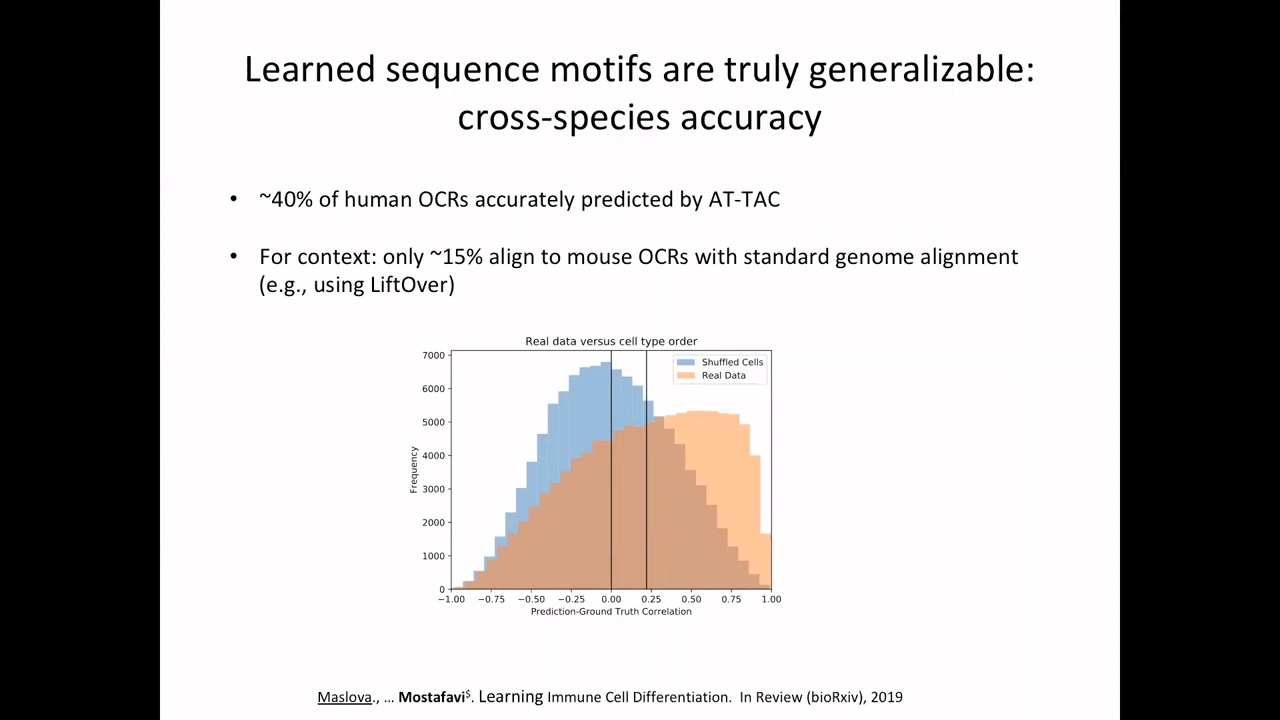 Learned sequence motifs are truly generalizable:
cross-species accuracy
• ~40% of human OCRs accurately predicted by AT-TAC
• For context: only ~15% align to mouse OCRs with standard genome alignment
(e.g., using LiftOver)
Real data versus cell type order
Shuffled Cells
Real Data
Frequency
7000
6000
5000
4000
3000
2000
1000
0
−1.00 −0.75 −0.50 −0.25 0.00 0.25 0.50 0.75 1.00
Prediction-Ground Truth Correlation
Maslova., ... Mostafavi$. Learning Immune Cell Differentiation. In Review (bioRxiv), 2019